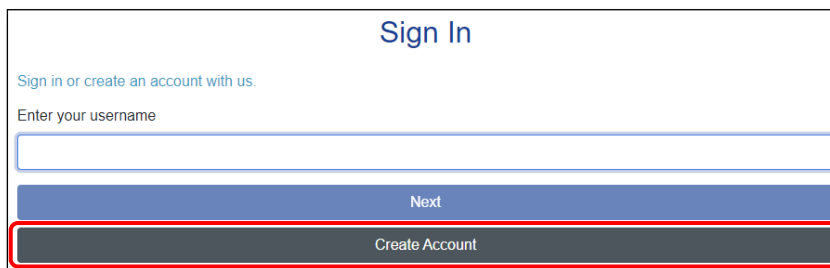 Sign In
Sign in or create an account with us.
Enter your username
Next
Create Account